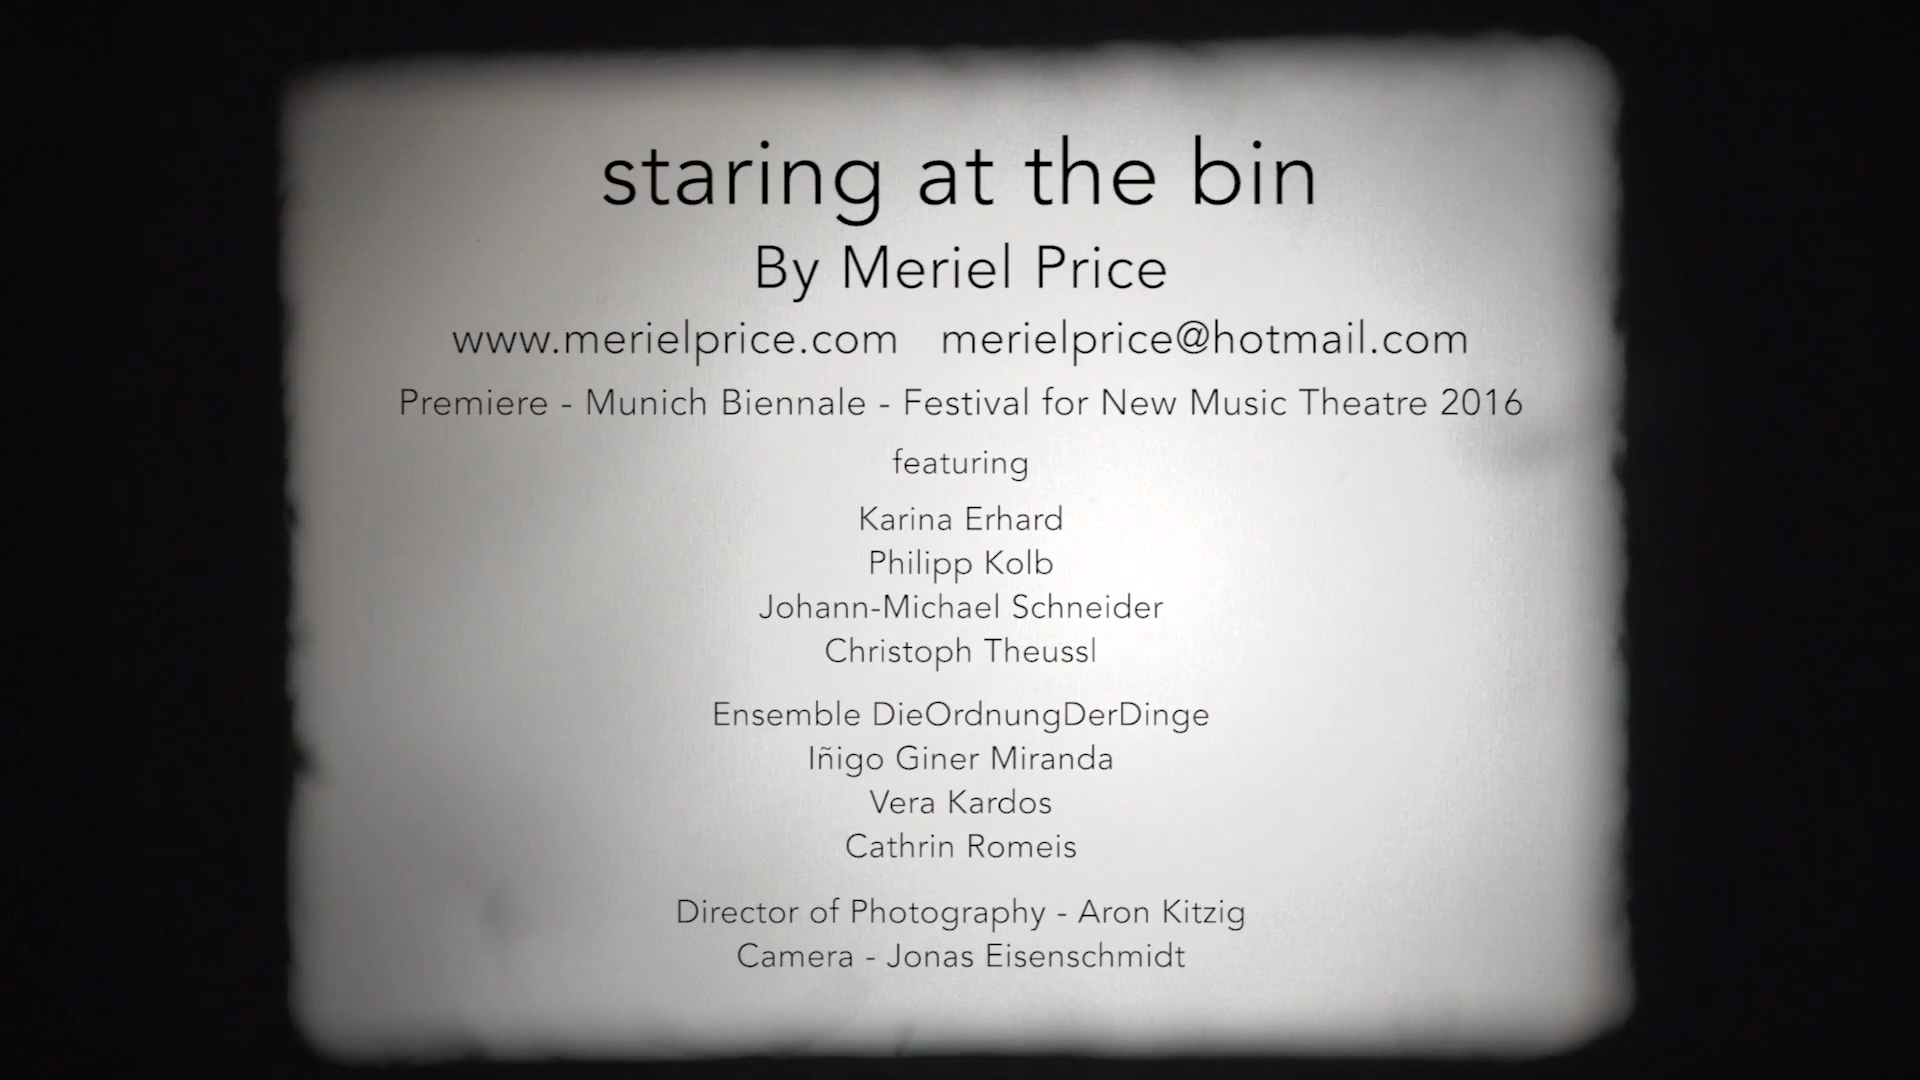 staring at the bin
By Meriel Price
www.merielprice.com merielprice@hotmail.com
Premiere - Munich Biennale - Festival for New Music Theatre 2016
featuring
Karina Erhard
Philipp Kolb
Johann-Michael Schneider
Christoph Theussl
Ensemble DieOrdnungDerDinge
Iñigo Giner Miranda
Vera Kardos
Cathrin Romeis
Director of Photography - Aron Kitzig
Camera - Jonas Eisenschmidt